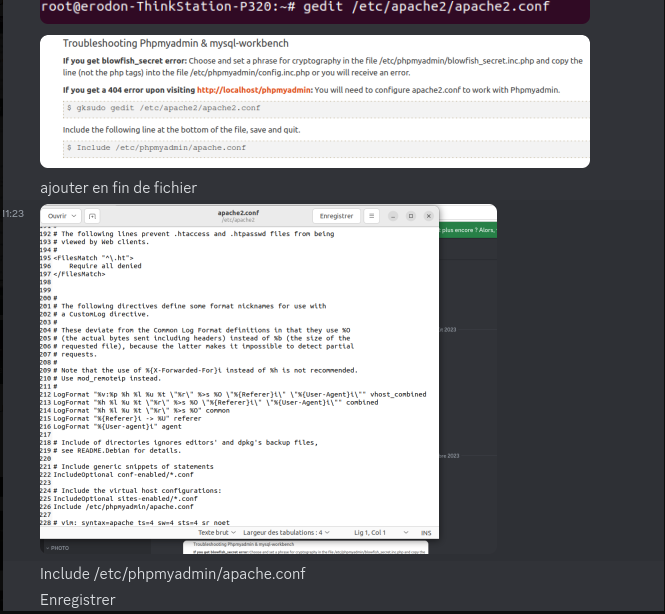 root@erodon-ThinkStation-P320:~# gedit /etc/apache2/apache2.conf
Troubleshooting Phpmyadmin & mysql-workbench
If you get blowfish_secret error: Choose and set a phrase for cryptography in the file /etc/phpmyadmin/blowfish_secret.inc.php and copy the
line (not the php tags) into the file /etc/phpmyadmin/config.inc.php or you will receive an error.
If you get a 404 error upon visiting http://localhost/phpmyadmin: You will need to configure apache2.conf to work with Phpmyadmin.
$ gksudo gedit /etc/apache2/apache2.conf
Include the following line at the bottom of the file, save and quit.
$ Include /etc/phpmyadmin/apache.conf
ajouter en fin de fichier
11:23
Ouvrir
apache2.conf
/etc/apache2
Enregistrer
plus encore ? Alors,
192 # The following lines prevent .htaccess and .htpasswd files from being
193 # viewed by Web clients.
194 #
195 <FilesMatch "^\.ht">
196     Require all denied
197 </FilesMatch>
198
199
200 #
201 # The following directives define some format nicknames for use with
202 # a CustomLog directive.
203 #
204 # These deviate from the Common Log Format definitions in that they use %O
205 # (the actual bytes sent including headers) instead of %b (the size of the
206 # requested file), because the latter makes it impossible to detect partial
207 # requests.
208 #
209 # Note that the use of %{X-Forwarded-For}i instead of %h is not recommended.
210 # Use mod_remoteip instead.
211 #
212 LogFormat "%v:%p %h %l %u %t \"%r\" %>s %O \"%{Referer}i\" \"%{User-Agent}i\"" vhost_combined
213 LogFormat "%h %l %u %t \"%r\" %>s %O \"%{Referer}i\" \"%{User-Agent}i\"" combined
214 LogFormat "%h %l %u %t \"%r\" %>s %O" common
215 LogFormat "%{Referer}i -> %U" referer
216 LogFormat "%{User-agent}i" agent
217
218 # Include of directories ignores editors' and dpkg's backup files,
219 # see README.Debian for details.
220
221 # Include generic snippets of statements
222 IncludeOptional conf-enabled/*.conf
223
224 # Include the virtual host configurations:
225 IncludeOptional sites-enabled/*.conf
226 Include /etc/phpmyadmin/apache.conf
227
228 # vim: syntax=apache ts=4 sw=4 sts=4 sr noet
2023
2023
Texte brut
Largeur des tabulations : 4
Lig 1, Col 1
INS
PHOTO
Troubleshooting Phpmyadmin & mysql-workbench
Include /etc/phpmyadmin/apache.conf
Enregistrer